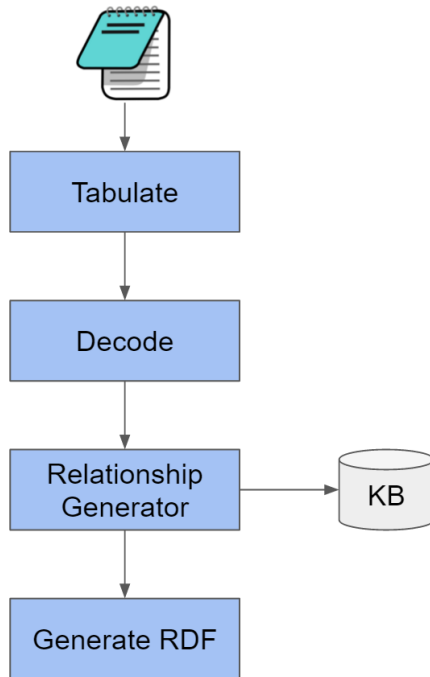 Tabulate
Decode
Relationship
Generator
KB
Generate RDF